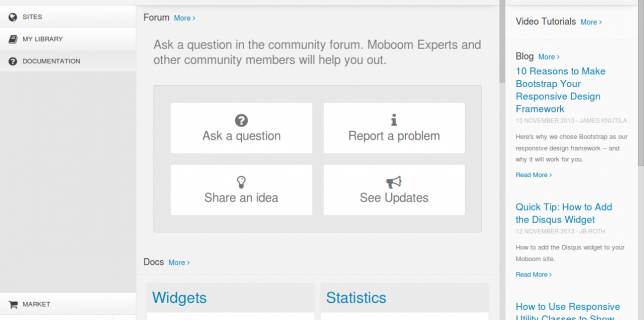 SITES
MY LIBRARY
DOCUMENTATION
MARKET
Forum More ›
Ask a question in the community forum. Moboom Experts and
other community members will help you out.
Ask a question
Report a problem
Share an idea
See Updates
Docs More ›
Widgets
Statistics
Video Tutorials More ›
Blog More ›
10 Reasons to Make
Bootstrap Your
Responsive Design
Framework
13 NOVEMBER 2013 - JAMES KNUTILA
Here's why we chose Bootstrap as our
responsive design framework -- and
why it will work for you.
Read More ›
Quick Tip: How to Add
the Disqus Widget
12 NOVEMBER 2013 - JB ROTH
How to add the Disqus widget to your
Moboom site.
Read More ›
How to Use Responsive
Utility Classes to Show